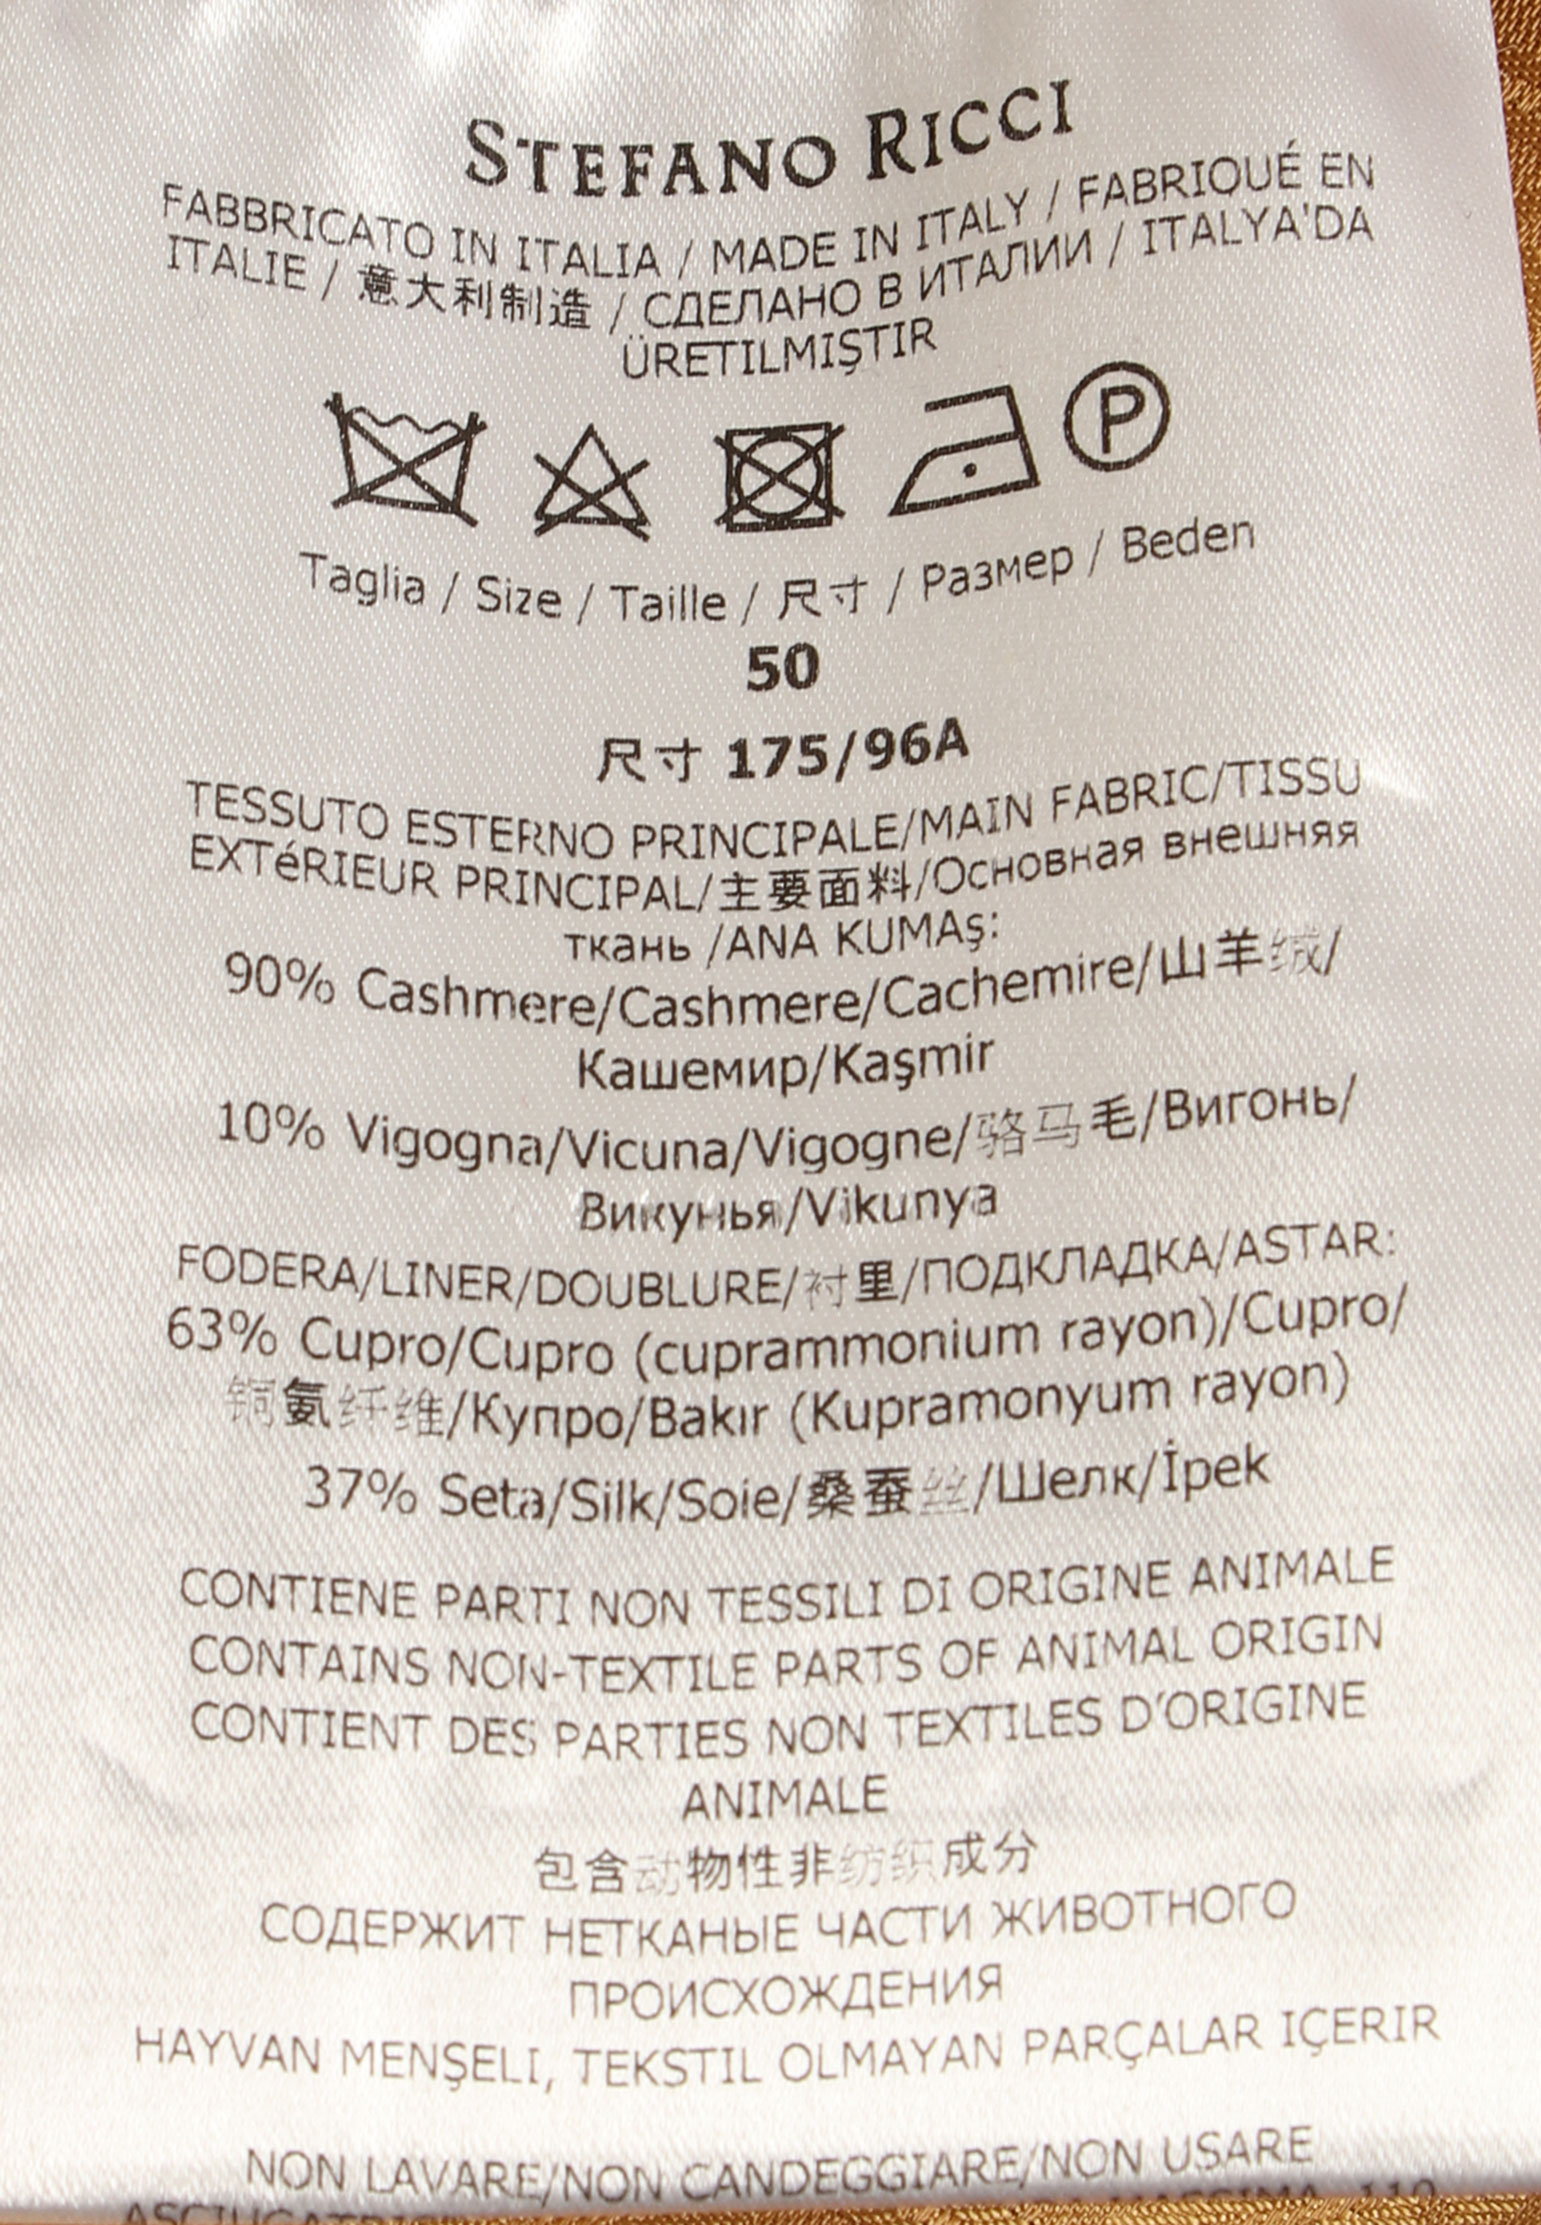 STEFANO RICCI
FABBRICATO IN ITALIA / MADE IN ITALY / FABRIQUÉ EN
ITALIE / 意大利制造 / СДЕЛАНО В ИТАЛИИ / ITALYA'DA
ÜRETILMIŞTIR
P
Taglia / Size / Taille / 尺寸 / Размер / Beden
50
尺寸 175/96A
TESSUTO ESTERNO PRINCIPALE/MAIN FABRIC/TISSU
EXTéRIEUR PRINCIPAL/主要面料/Основная внешняя
ткань /ANA KUMAş:
90% Cashmere/Cashmere/Cachemire/山羊绒/
Кашемир/Kaşmir
10% Vigogna/Vicuna/Vigogne/骆马毛/Вигонь/
Викунья/Vikunya
FODERA/LINER/DOUBLURE/衬里/ПОДКЛАДКА/ASTAR:
63% Cupro/Cupro (cuprammonium rayon)/Cupro/
铜氨纤维/Купро/Bakır (Kupramonyum rayon)
37% Seta/Silk/Soie/桑蚕丝/Шелк/İpek
CONTIENE PARTI NON TESSILI DI ORIGINE ANIMALE
CONTAINS NON-TEXTILE PARTS OF ANIMAL ORIGIN
CONTIENT DES PARTIES NON TEXTILES D'ORIGINE
ANIMALE
包含动物性非纺织成分
СОДЕРЖИТ НЕТКАНЫЕ ЧАСТИ ЖИВОТНОГО
ПРОИСХОЖДЕНИЯ
HAYVAN MENŞELI, TEKSTIL OLMAYAN PARÇALAR IÇERIR
NON LAVARE/NON CANDEGGIARE/NON USARE
MASSIMA 110